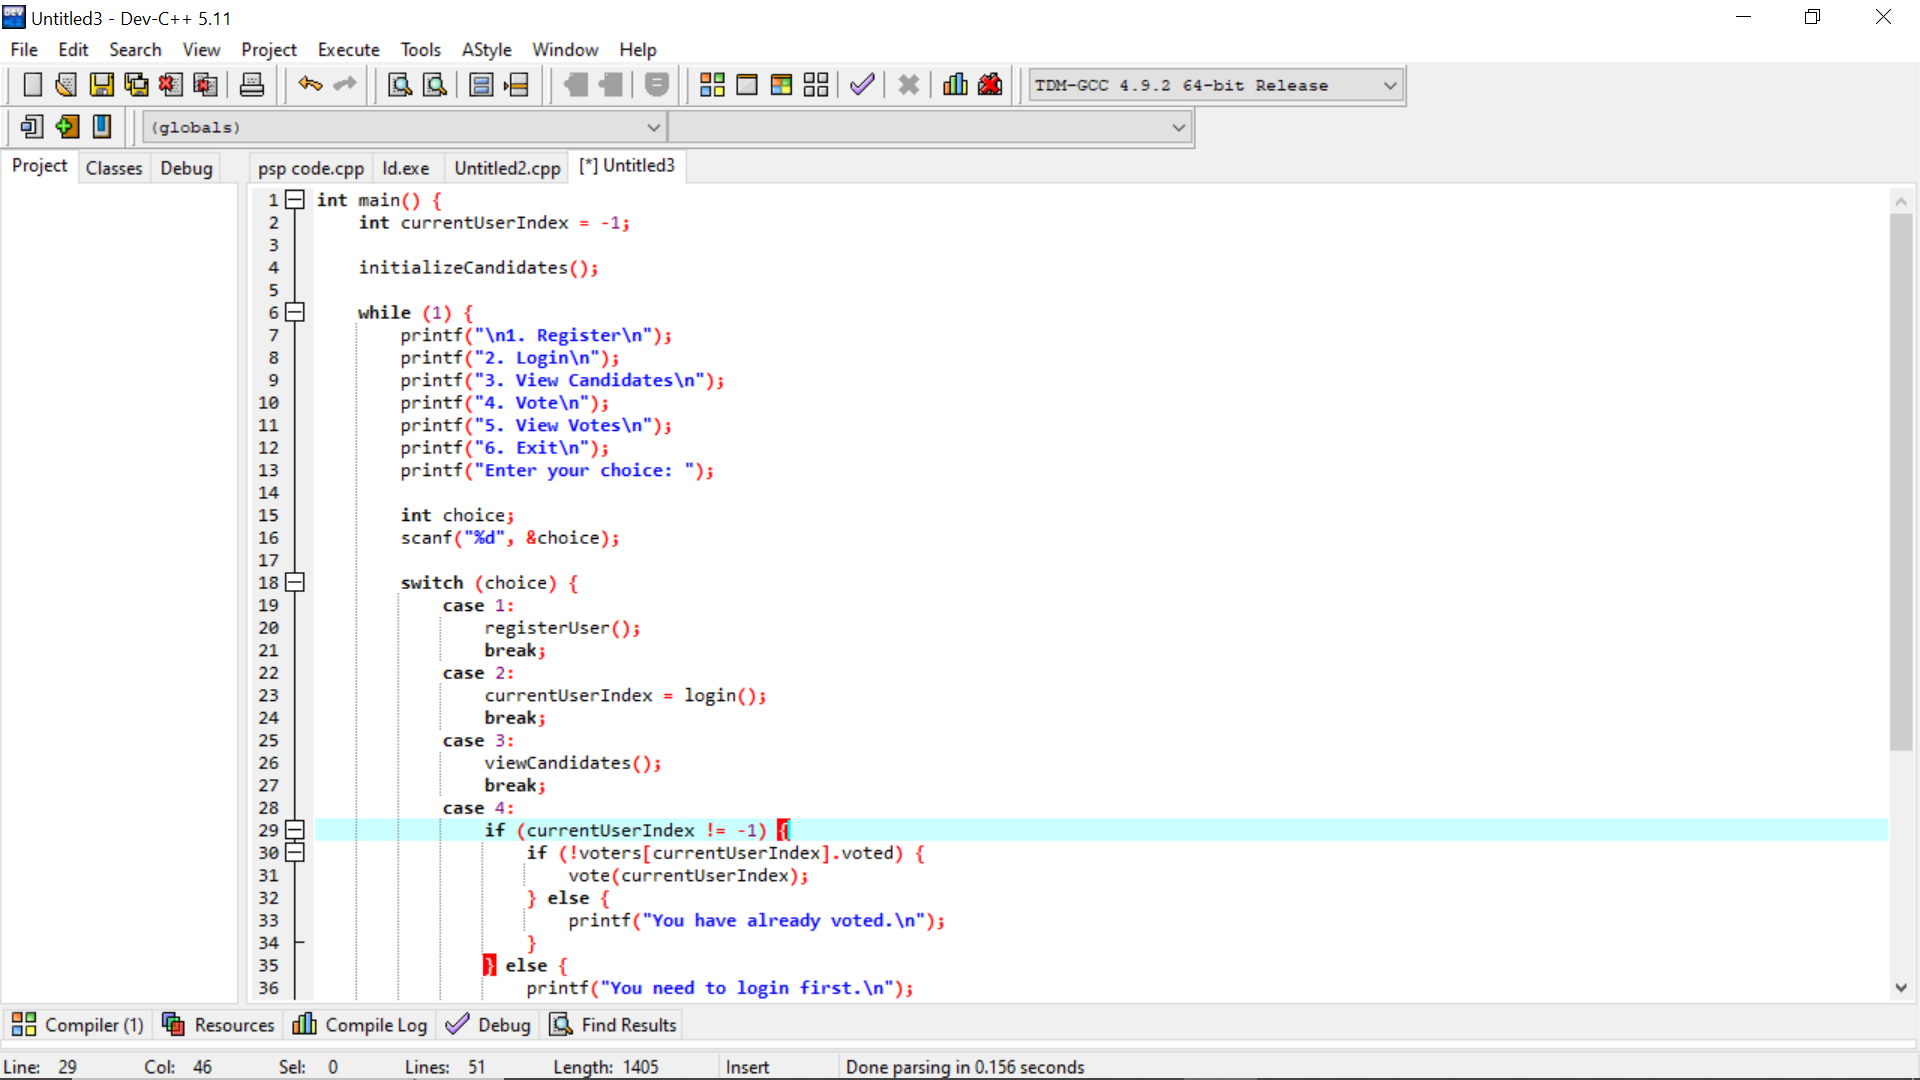 Untitled3 - Dev-C++ 5.11
File Edit Search View Project Execute Tools AStyle Window Help
TDM-GCC 4.9.2 64-bit Release
(globals)
Project Classes Debug psp code.cpp ld.exe Untitled2.cpp [*] Untitled3
1 int main() {
2 int currentUserIndex = -1;
3
4 initializeCandidates();
5
6 while (1) {
7 printf("\n1. Register\n");
8 printf("2. Login\n");
9 printf("3. View Candidates\n");
10 printf("4. Vote\n");
11 printf("5. View Votes\n");
12 printf("6. Exit\n");
13 printf("Enter your choice: ");
14
15 int choice;
16 scanf("%d", &choice);
17
18 switch (choice) {
19 case 1:
20 registerUser();
21 break;
22 case 2:
23 currentUserIndex = login();
24 break;
25 case 3:
26 viewCandidates();
27 break;
28 case 4:
29 if (currentUserIndex != -1) {
30 if (!voters[currentUserIndex].voted) {
31 vote(currentUserIndex);
32 } else {
33 printf("You have already voted.\n");
34 }
35 } else {
36 printf("You need to login first.\n");
Compiler (1) Resources Compile Log Debug Find Results
Line: 29 Col: 46 Sel: 0 Lines: 51 Length: 1405 Insert Done parsing in 0.156 seconds